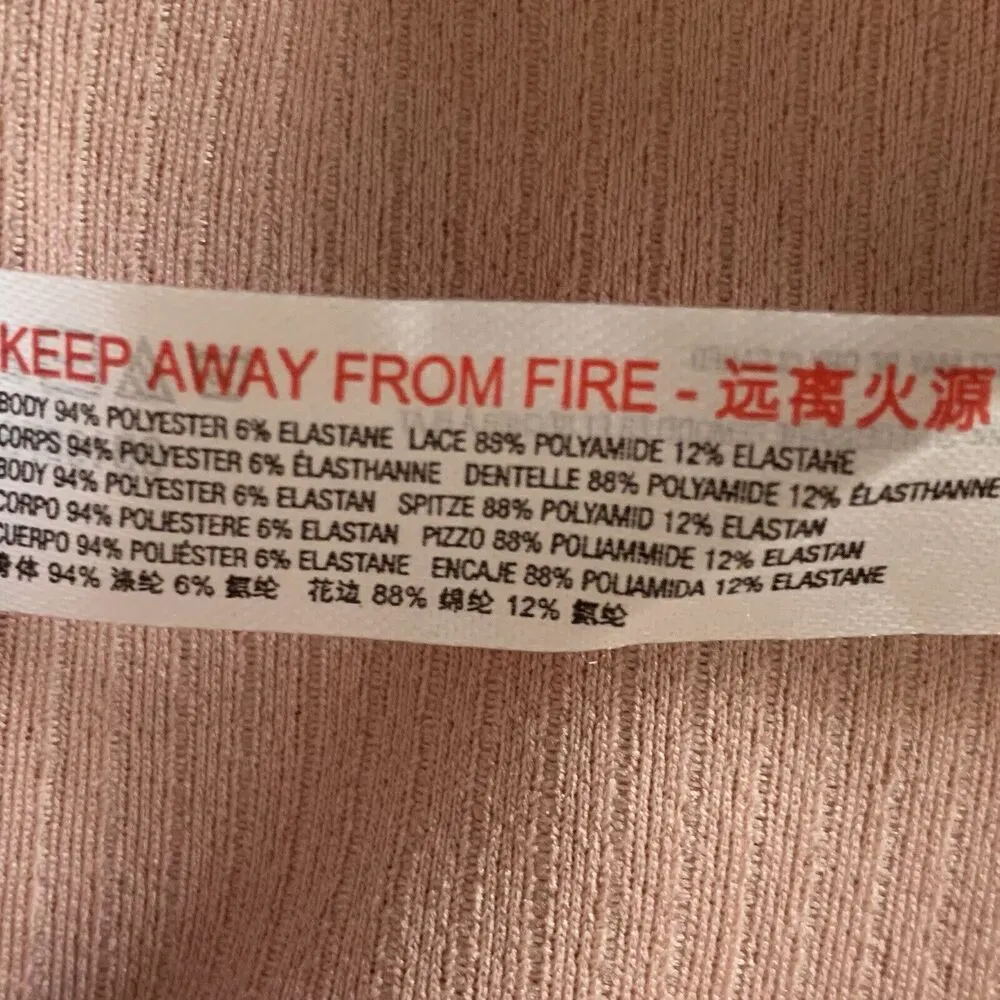 KEEP AWAY FROM FIRE - 远离火源
BODY 94% POLYESTER 6% ELASTANE LACE 88% POLYAMIDE 12% ELASTANE
CORPS 94% POLYESTER 6% ÉLASTHANNE DENTELLE 88% POLYAMIDE 12% ÉLASTHANNE
BODY 94% POLYESTER 6% ELASTAN SPITZE 88% POLYAMID 12% ELASTAN
CORPO 94% POLIESTERE 6% ELASTAN PIZZO 88% POLIAMMIDE 12% ELASTAN
CUERPO 94% POLIÉSTER 6% ELASTANE ENCAJE 88% POLIAMIDA 12% ELASTANE
身体 94% 涤纶 6% 氨纶 花边 88% 锦纶 12% 氨纶